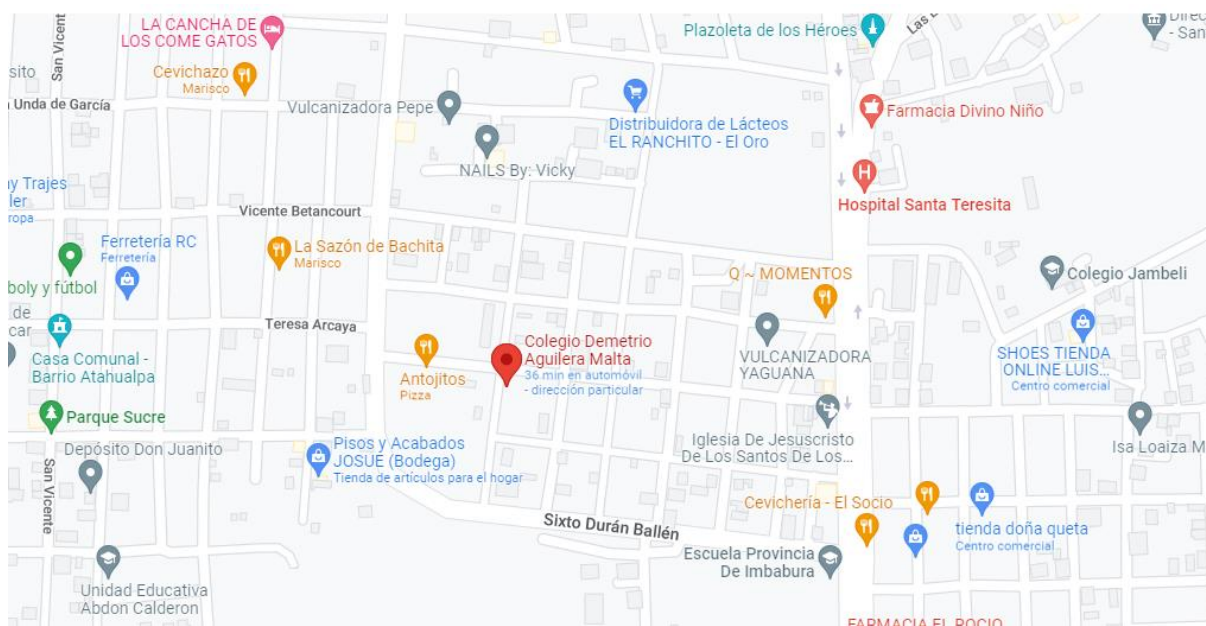 LA CANCHA DE
LOS COME GATOS
Plazoleta de los Héroes
Las
Direc
- San
San Vicent
sito
Cevichazo
Marisco
Unda de García
Vulcanizadora Pepe
Distribuidora de Lácteos
EL RANCHITO - El Oro
Farmacia Divino Niño
NAILS By: Vicky
H
Hospital Santa Teresita
ny Trajes
ler
ropa
Vicente Betancourt
Ferretería RC
Ferretería
La Sazón de Bachita
Marisco
Q ~ MOMENTOS
Colegio Jambeli
boly y fútbol
de
car
Teresa Arcaya
Casa Comunal -
Barrio Atahualpa
Antojitos
Pizza
Colegio Demetrio
Aguilera Malta
36 min en automóvil
- dirección particular
VULCANIZADORA
YAGUANA
SHOES TIENDA
ONLINE LUIS...
Centro comercial
Parque Sucre
Depósito Don Juanito
Pisos y Acabados
JOSUE (Bodega)
Tienda de artículos para el hogar
Iglesia De Jesuscristo
De Los Santos De Los...
Isa Loaiza M
San Vicente
Sixto Durán Ballén
Cevichería - El Socio
tienda doña queta
Centro comercial
Escuela Provincia
De Imbabura
Unidad Educativa
Abdon Calderon
FARMACIA EL ROCIO